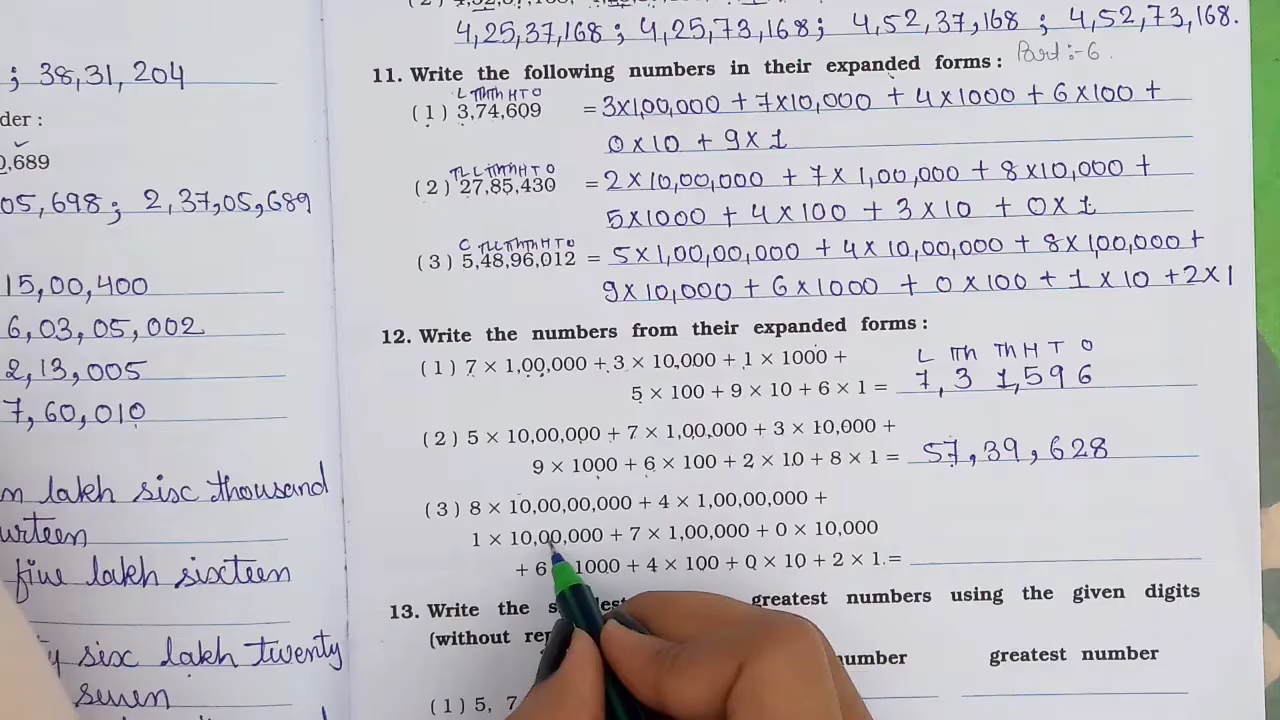 4,25,37,168 ; 4,25,73,168 ; 4,52,37,168 ; 4,52,73,168.
; 38,31,204
der :
0,689
05,698; 2,37,05,689
15,00,400
6,03,05,002
2,13,005
7,60,010
n lakh sisc thousand
urteen
five lakh sixteen
six lakh twenty
seven
11. Write the following numbers in their expanded forms : Part :- 6.
L TTh Th H T O
(1) 3,74,609 = 3×1,00,000 + 7×10,000 + 4×1000 + 6×100 +
0×10 + 9×1
TL L TTh Th H T O
(2) 27,85,430 = 2×10,00,000 + 7×1,00,000 + 8×10,000 +
5×1000 + 4×100 + 3×10 + 0×1
C TL L TTh Th H T O
(3) 5,48,96,012 = 5×1,00,00,000 + 4×10,00,000 + 8×100,000 +
9×10,000 + 6×1000 + 0×100 + 1×10 + 2×1
12. Write the numbers from their expanded forms :
(1) 7 × 1,00,000 + 3 × 10,000 + 1 × 1000 +
L TTh Th H T O
5 × 100 + 9 × 10 + 6 × 1 = 7,31,596
(2) 5 × 10,00,000 + 7 × 1,00,000 + 3 × 10,000 +
9 × 1000 + 6 × 100 + 2 × 10 + 8 × 1 = 57,39,628
(3) 8 × 10,00,00,000 + 4 × 1,00,00,000 +
1 × 10,00,000 + 7 × 1,00,000 + 0 × 10,000
+ 6 1000 + 4 × 100 + 0 × 10 + 2 × 1 =
13. Write the greatest numbers using the given digits
(without
number greatest number
(1) 5, 7